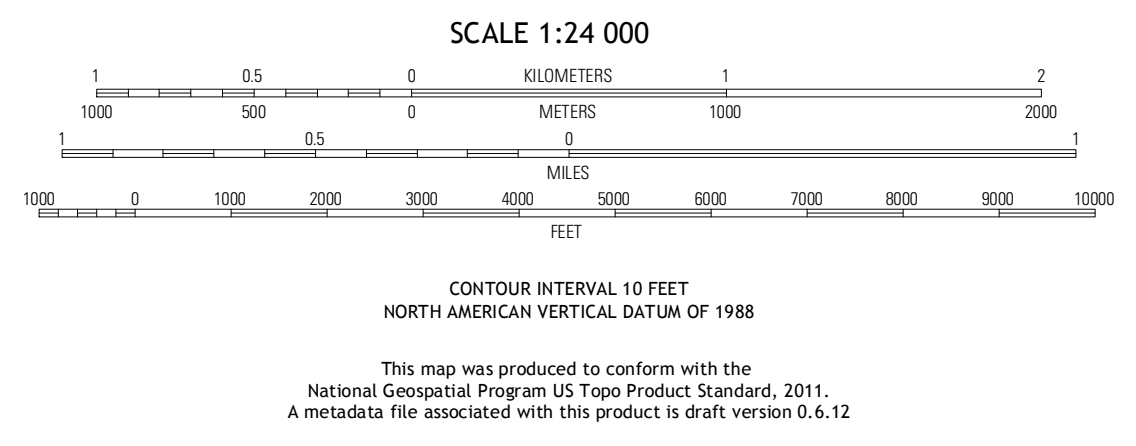 SCALE 1:24 000
1 0.5 0 KILOMETERS 1 2
1000 500 0 METERS 1000 2000
1 0.5 0 1
MILES
1000 0 1000 2000 3000 4000 5000 6000 7000 8000 9000 10000
FEET
CONTOUR INTERVAL 10 FEET
NORTH AMERICAN VERTICAL DATUM OF 1988
This map was produced to conform with the
National Geospatial Program US Topo Product Standard, 2011.
A metadata file associated with this product is draft version 0.6.12